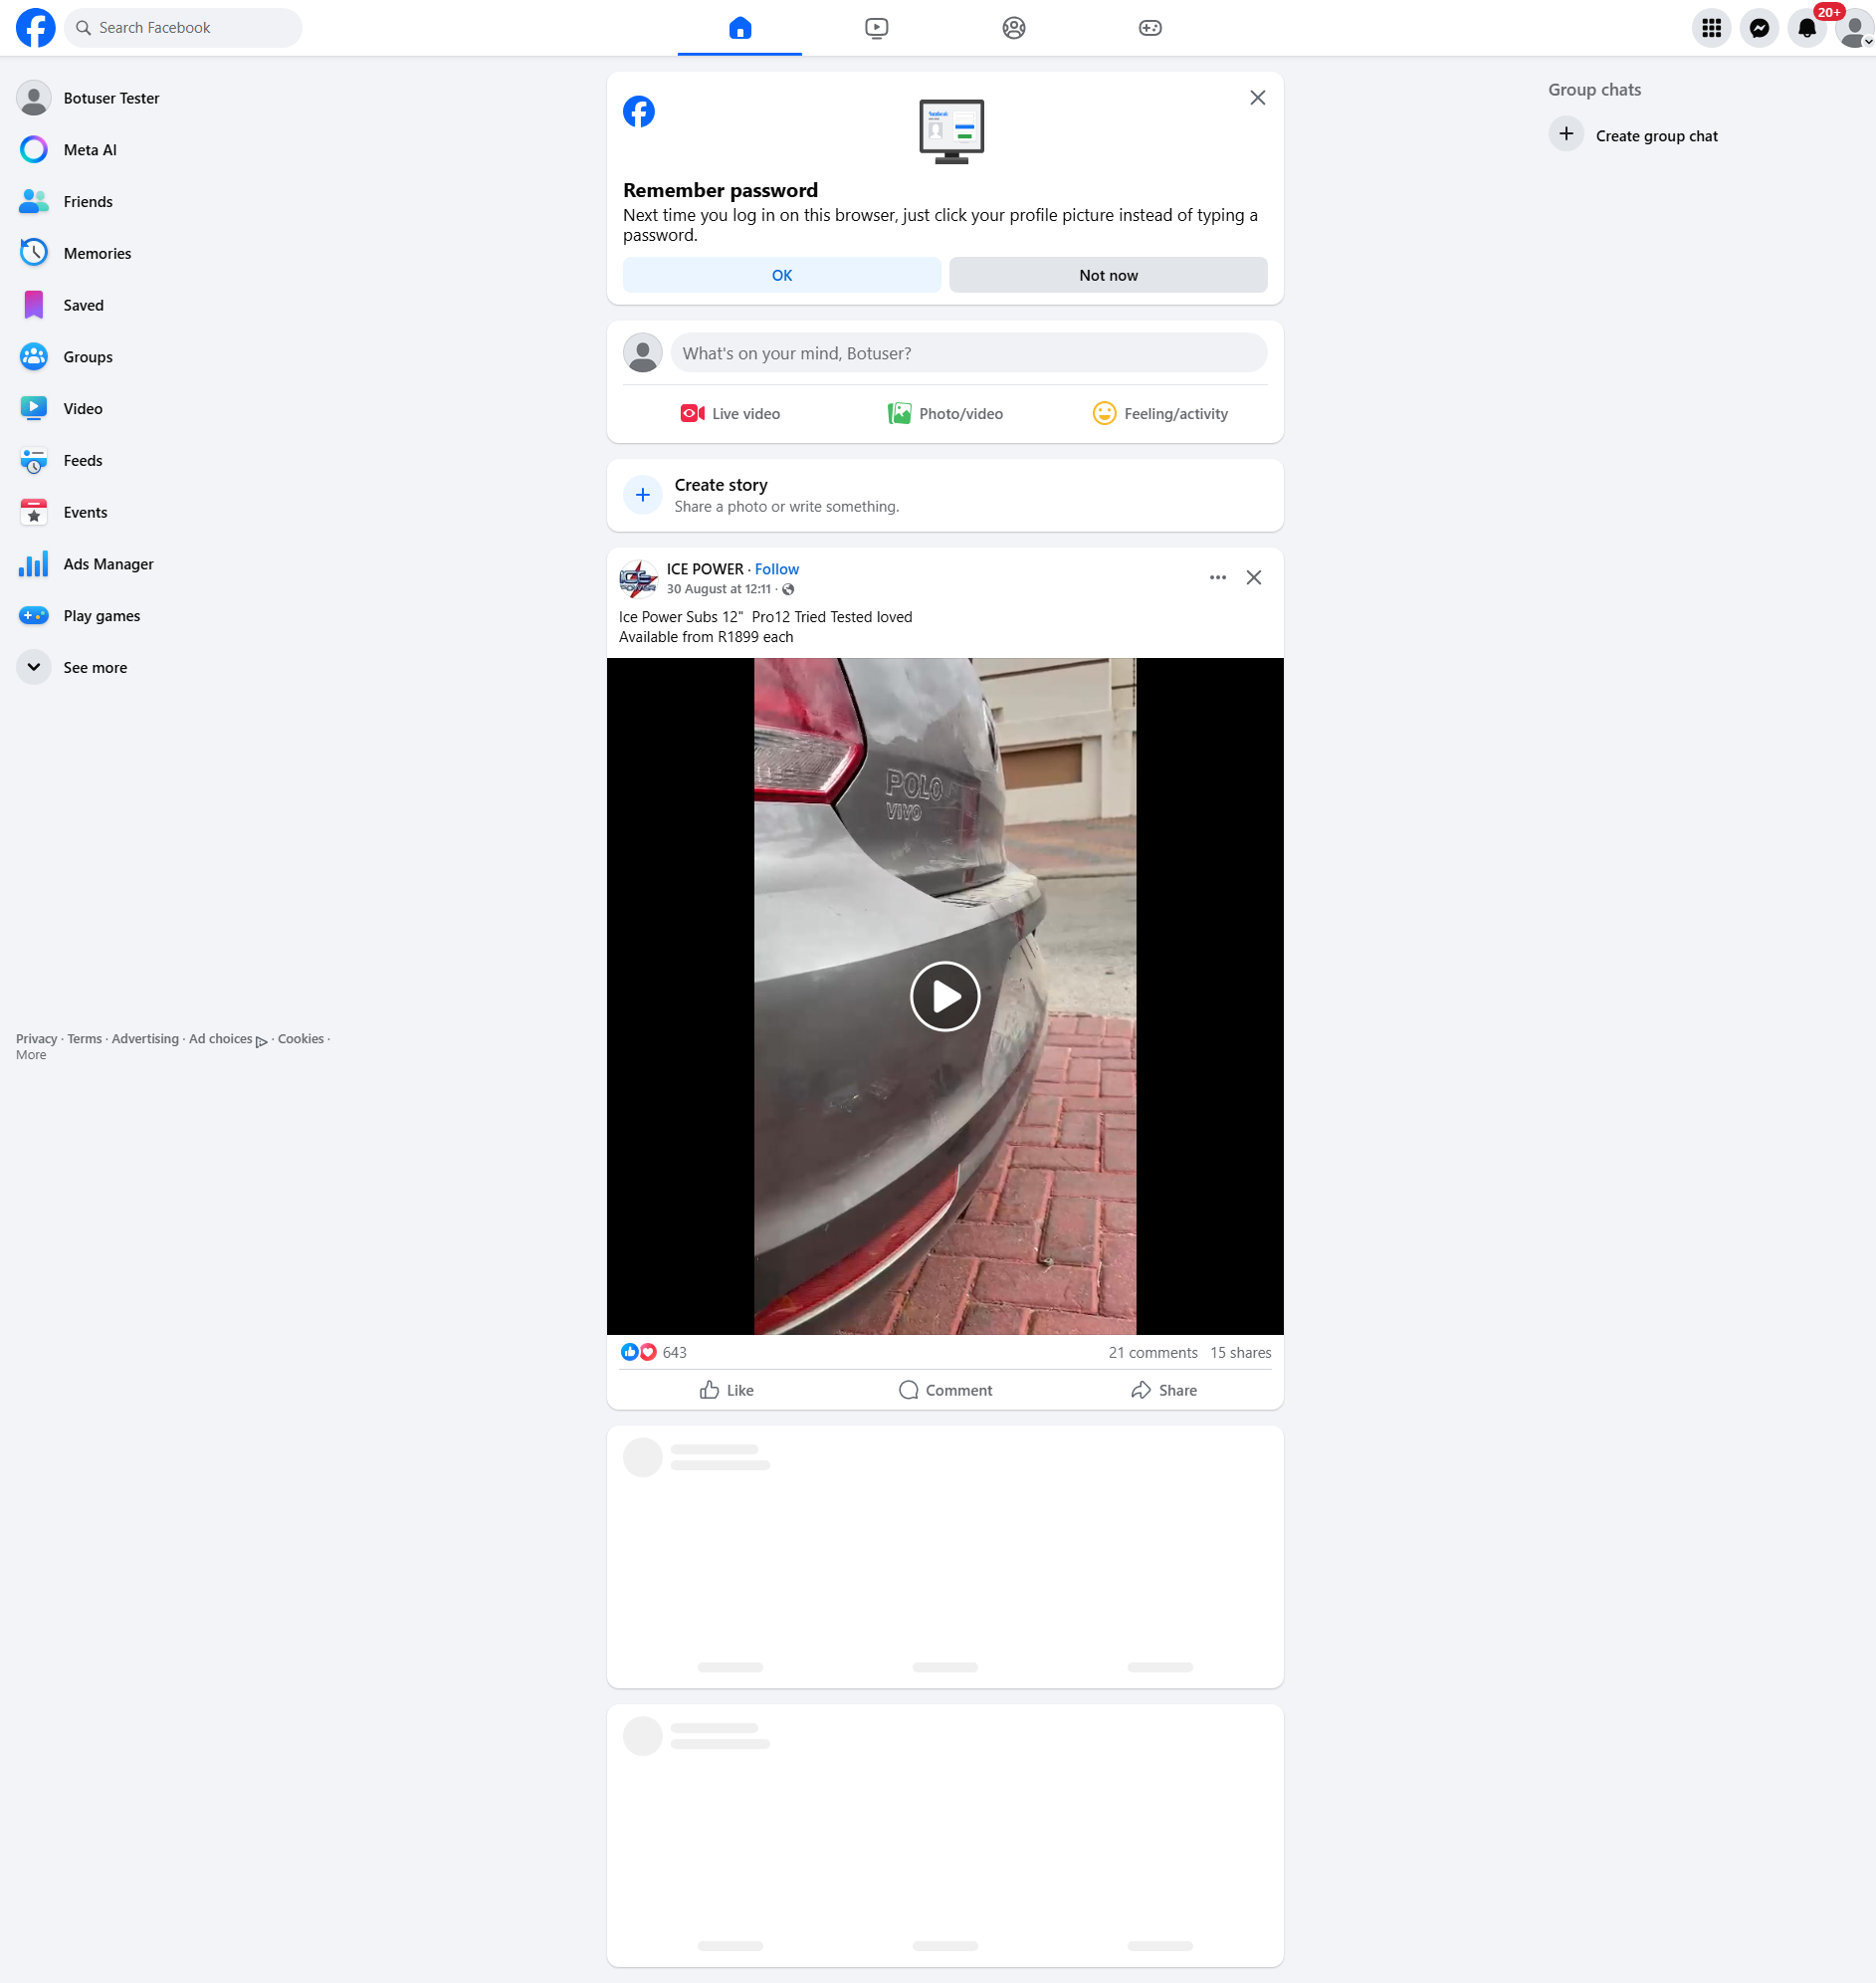 Search Facebook
20+
Botuser Tester
Meta AI
Friends
Memories
Saved
Groups
Video
Feeds
Events
Ads Manager
Play games
See more
Privacy · Terms · Advertising · Ad choices · Cookies ·
More
Remember password
Next time you log in on this browser, just click your profile picture instead of typing a
password.
OK
Not now
What's on your mind, Botuser?
Live video
Photo/video
Feeling/activity
Create story
Share a photo or write something.
ICE POWER · Follow
30 August at 12:11 ·
Ice Power Subs 12"  Pro12 Tried Tested loved
Available from R1899 each
POLO
VIVO
643
21 comments 15 shares
Like
Comment
Share
Group chats
Create group chat